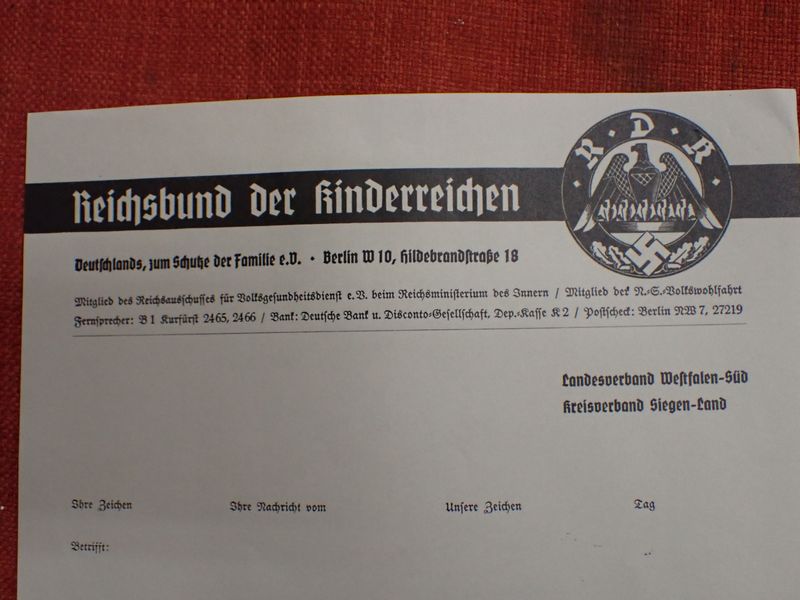 R · D · K
Reichsbund der Kinderreichen
Deutschlands, zum Schutze der Familie e.V. · Berlin W 10, Hildebrandstraße 18
Mitglied des Reichsausschusses für Volksgesundheitsdienst e.V. beim Reichsministerium des Innern / Mitglied der N.S.-Volkswohlfahrt
Fernsprecher: B 1 Kurfürst 2465, 2466 / Bank: Deutsche Bank u. Disconto-Gesellschaft, Dep.-Kasse K 2 / Postscheck: Berlin NW 7, 27219
Landesverband Westfalen-Süd
Kreisverband Siegen-Land
Ihre Zeichen Ihre Nachricht vom Unsere Zeichen Tag
Betrifft: